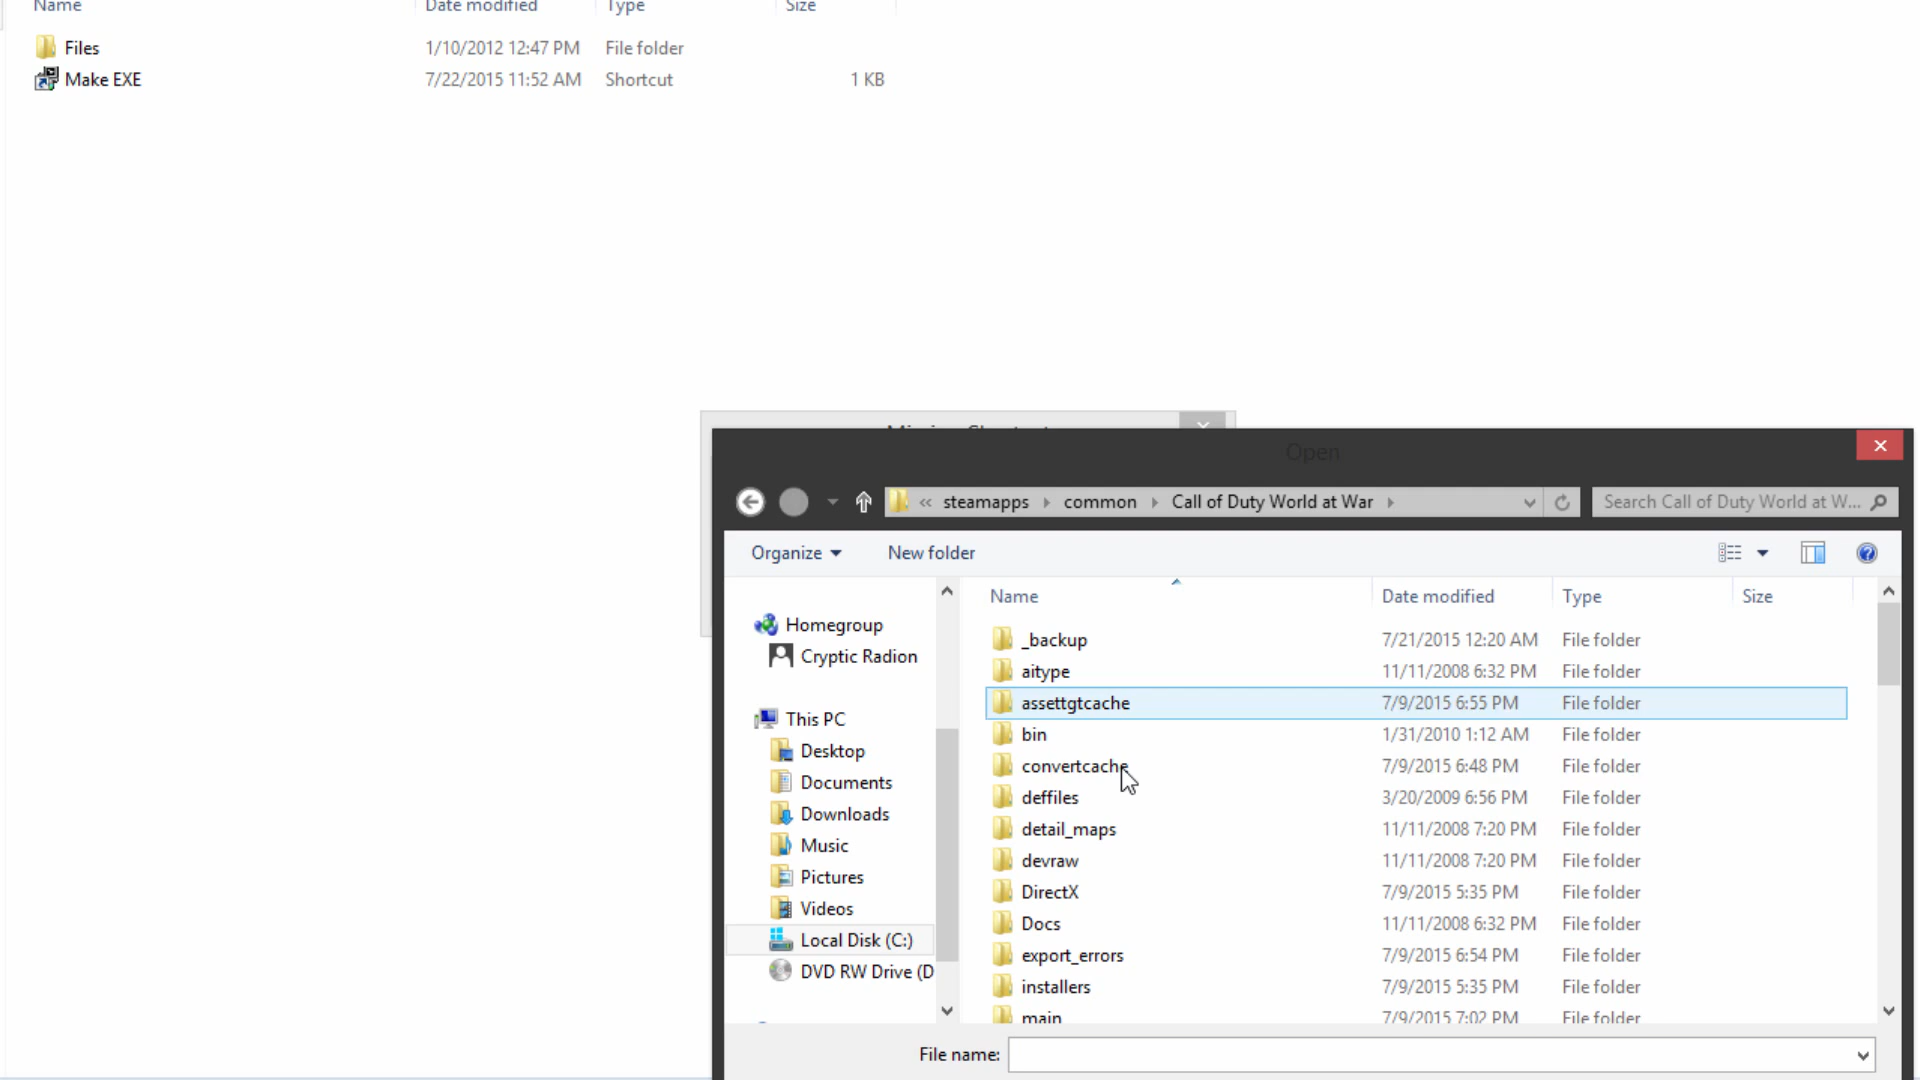 Name Date modified Type Size
Files 1/10/2012 12:47 PM File folder
Make EXE 7/22/2015 11:52 AM Shortcut 1 KB
Open
« steamapps common Call of Duty World at War Search Call of Duty World at W...
Organize New folder
Name Date modified Type Size
Homegroup
Cryptic Radion
This PC
Desktop
Documents
Downloads
Music
Pictures
Videos
Local Disk (C:)
DVD RW Drive (D
_backup 7/21/2015 12:20 AM File folder
aitype 11/11/2008 6:32 PM File folder
assettgtcache 7/9/2015 6:55 PM File folder
bin 1/31/2010 1:12 AM File folder
convertcache 7/9/2015 6:48 PM File folder
deffiles 3/20/2009 6:56 PM File folder
detail_maps 11/11/2008 7:20 PM File folder
devraw 11/11/2008 7:20 PM File folder
DirectX 7/9/2015 5:35 PM File folder
Docs 11/11/2008 6:32 PM File folder
export_errors 7/9/2015 6:54 PM File folder
installers 7/9/2015 5:35 PM File folder
main 7/9/2015 7:02 PM File folder
File name: